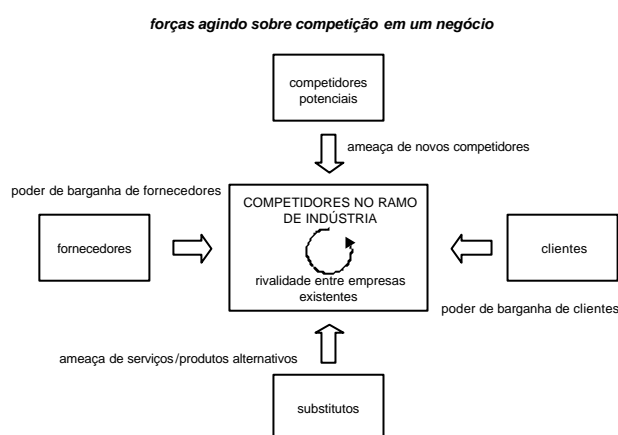 forças agindo sobre competição em um negócio
competidores
potenciais
ameaça de novos competidores
poder de barganha de fornecedores
COMPETIDORES NO RAMO
DE INDÚSTRIA
fornecedores
clientes
rivalidade entre empresas
existentes
poder de barganha de clientes
ameaça de serviços/produtos alternativos
substitutos